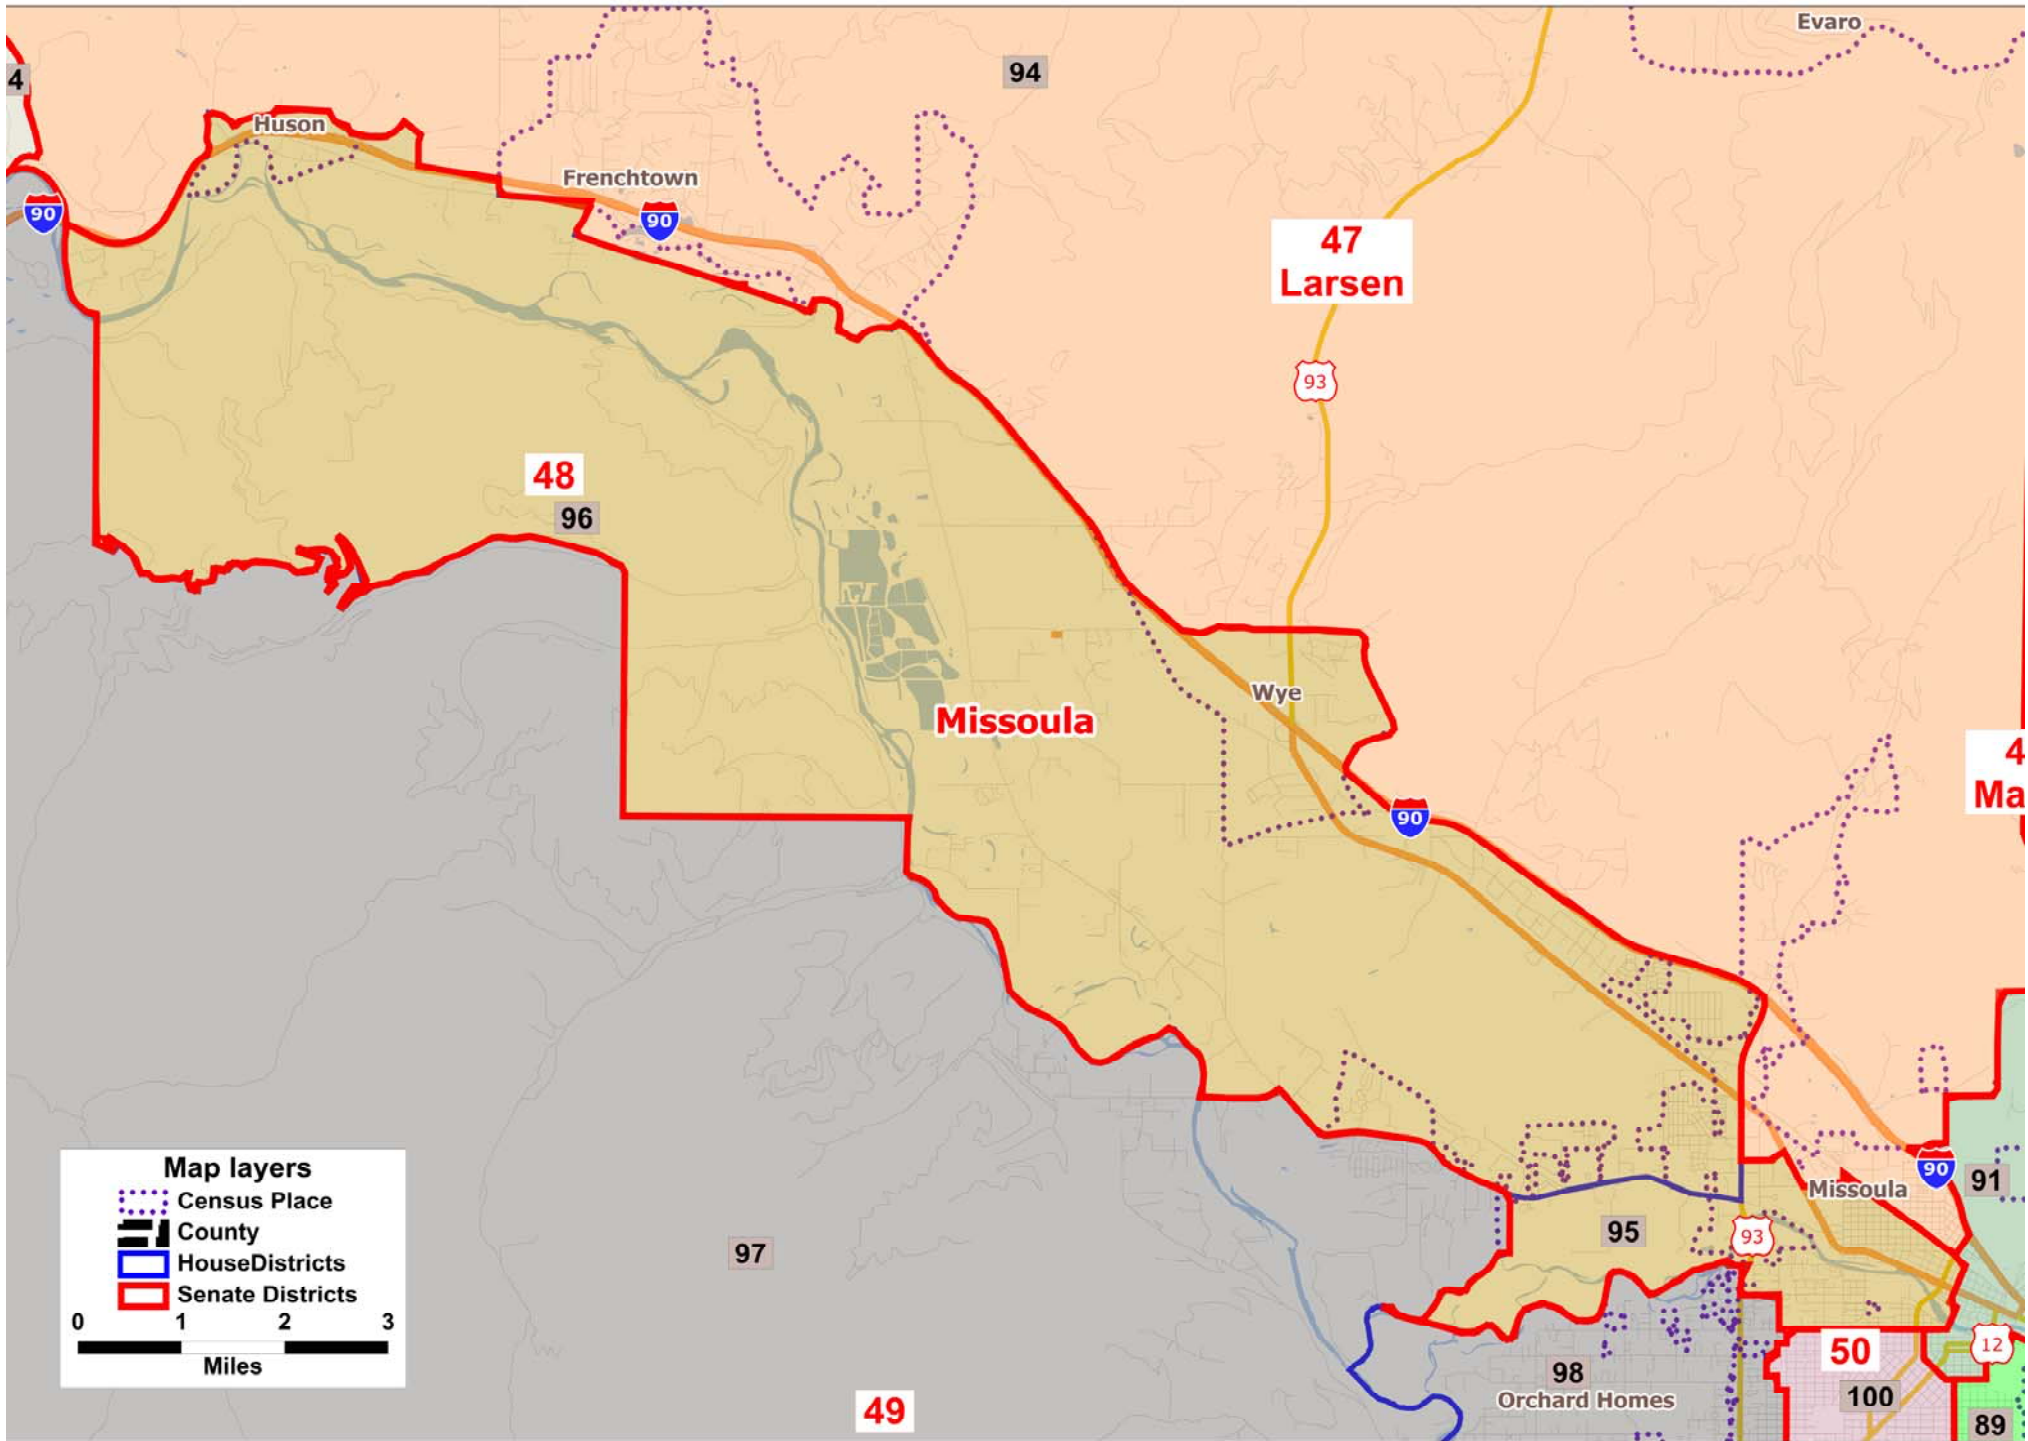 Evaro
4
94
Huson
Frenchtown
90
90
47
Larsen
93
48
96
Wye
Missoula
4
Ma
90
Map layers
Census Place
County
HouseDistricts
Senate Districts
0 1 2 3
Miles
90
91
Missoula
95
93
97
50
12
98
Orchard Homes
100
49
89